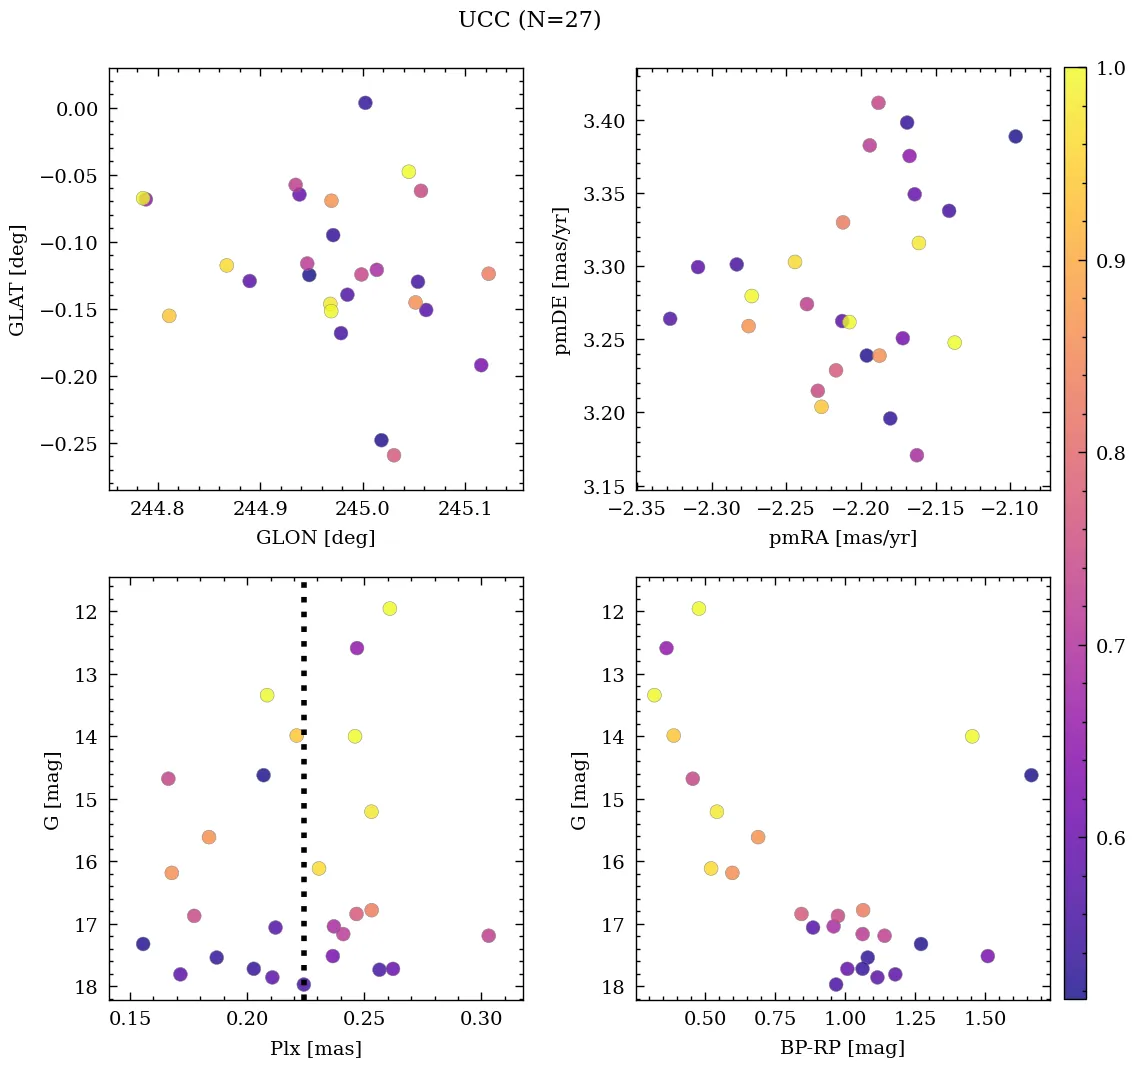 UCC (N=27)
0.00
−0.05
−0.10
−0.15
−0.20
−0.25
GLAT [deg]
244.8 244.9 245.0 245.1
GLON [deg]
3.40
3.35
3.30
3.25
3.20
3.15
pmDE [mas/yr]
−2.35 −2.30 −2.25 −2.20 −2.15 −2.10
pmRA [mas/yr]
12
13
14
15
16
17
18
G [mag]
0.15 0.20 0.25 0.30
Plx [mas]
12
13
14
15
16
17
18
G [mag]
0.50 0.75 1.00 1.25 1.50
BP-RP [mag]
1.0
0.9
0.8
0.7
0.6